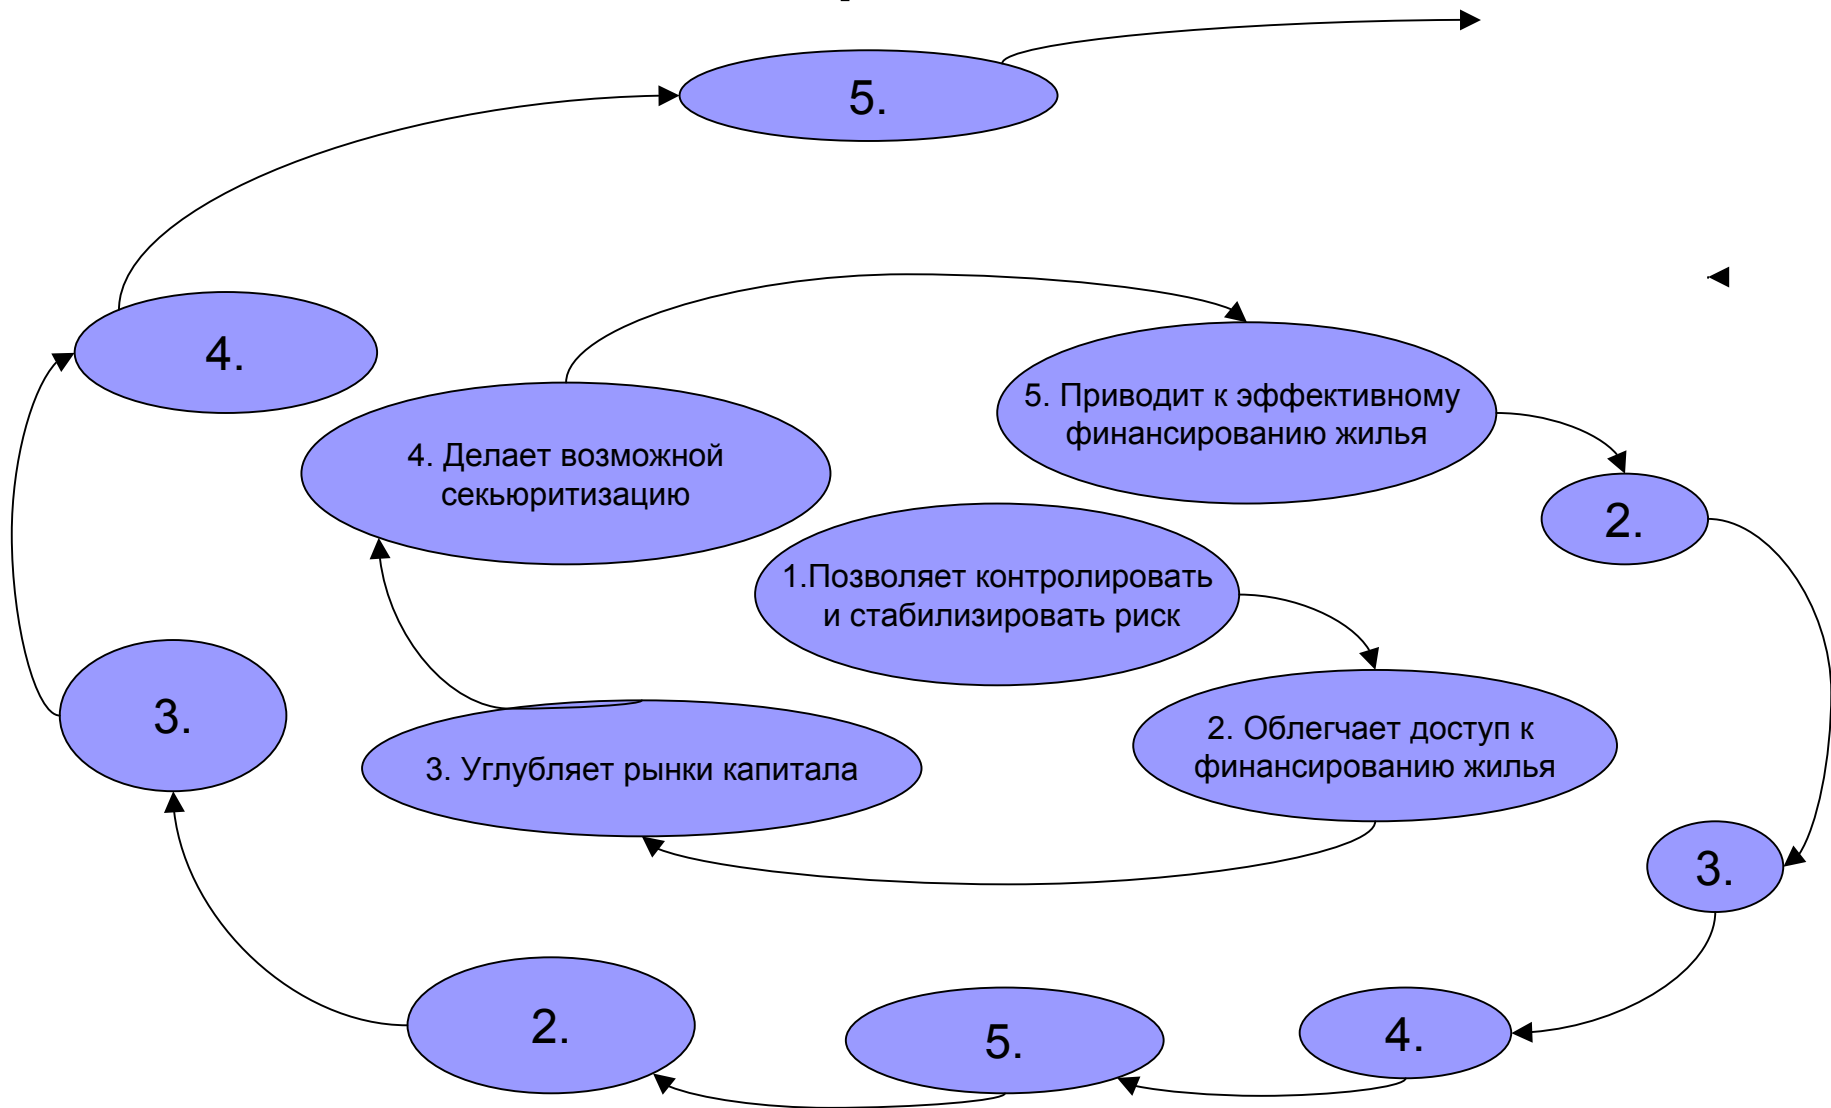 5.
4.
5. Приводит к эффективному
финансированию жилья
4. Делает возможной
секьюритизацию
2.
1.Позволяет контролировать
и стабилизировать риск
3.
2. Облегчает доступ к
финансированию жилья
3. Углубляет рынки капитала
3.
2.
5.
4.